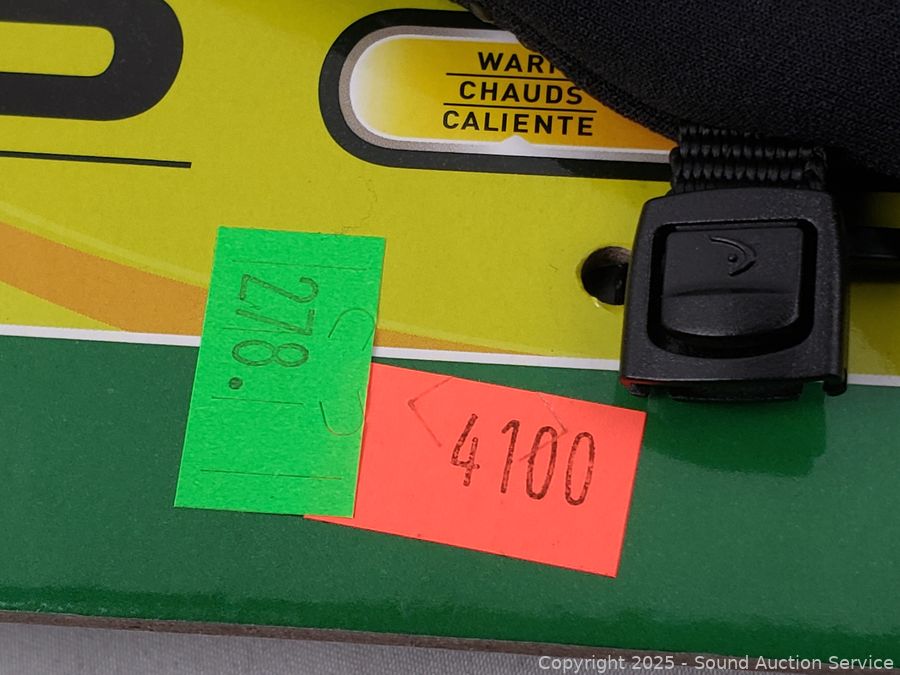 WAR
CHAUDS
CALIENTE
278.
4100
Copyright 2025 - Sound Auction Service